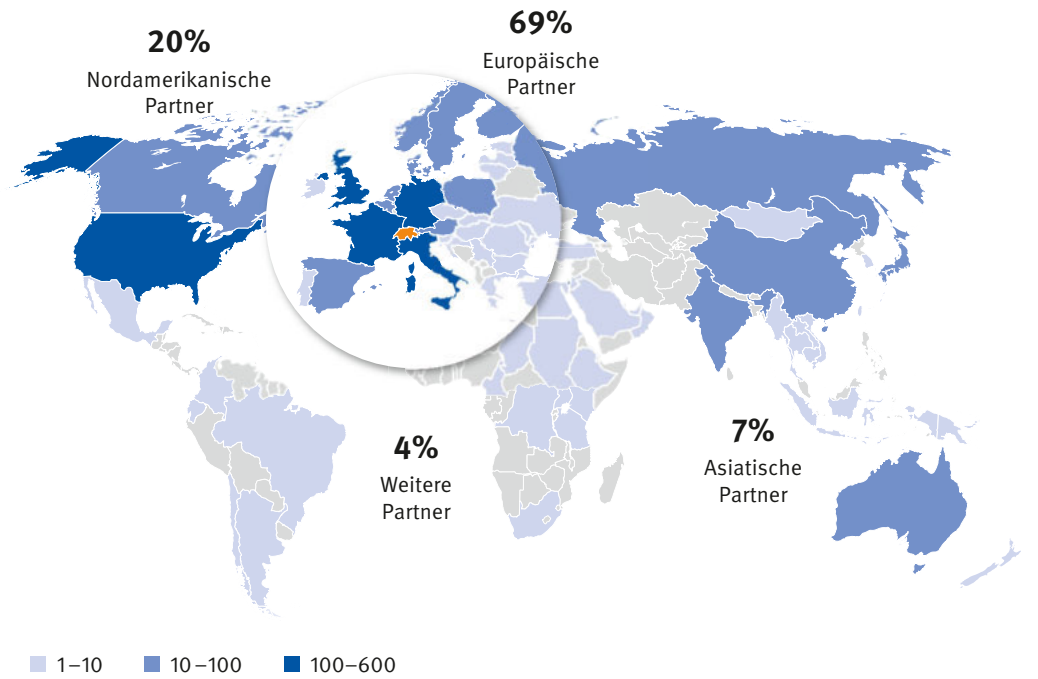 20%
Nordamerikanische
Partner
69%
Europäische
Partner
4%
Weitere
Partner
7%
Asiatische
Partner
1–10
10–100
100–600